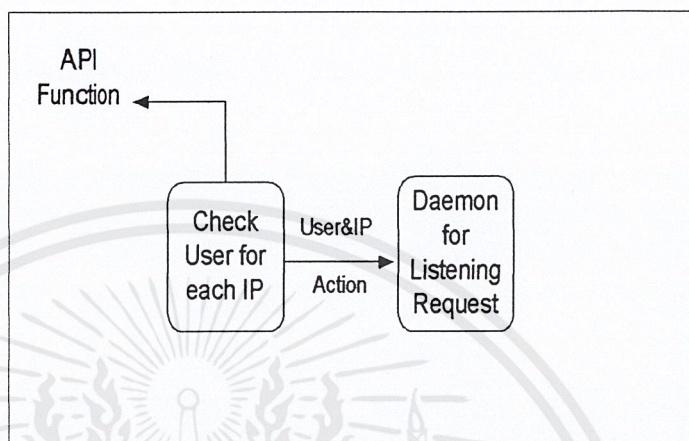 API
Function
Check
User for
each IP
User&IP
Action
Daemon
for
Listening
Request